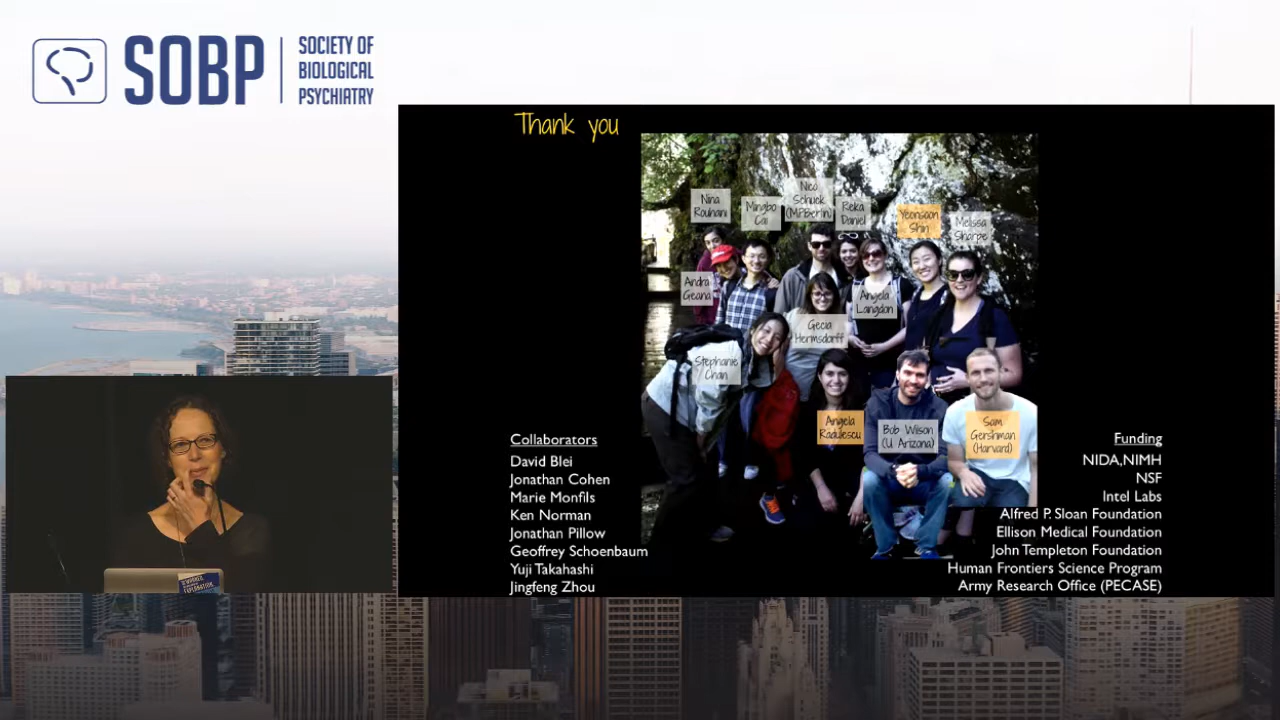 SOBP
SOCIETY OF
BIOLOGICAL
PSYCHIATRY
Thank you
Nina
Rouhani
Mingbo
Cai
Nico
Schuck
(MPBerlin)
Reka
Daniel
Yeonsoon
Shin
Melissa
Sharpe
Andra
Geana
Angela
Langdon
Gecia
Hermsdorff
Stephanie
Chan
Angela
Radulescu
Bob Wilson
(U. Arizona)
Sam
Gershman
(Harvard)
Collaborators
David Blei
Jonathan Cohen
Marie Monfils
Ken Norman
Jonathan Pillow
Geoffrey Schoenbaum
Yuji Takahashi
Jingfeng Zhou
Funding
NIDA,NIMH
NSF
Intel Labs
Alfred P. Sloan Foundation
Ellison Medical Foundation
John Templeton Foundation
Human Frontiers Science Program
Army Research Office (PECASE)